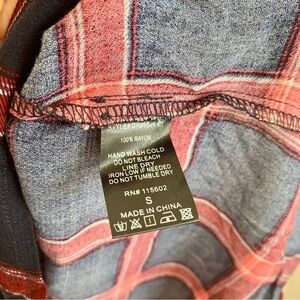 100% RAYON
HAND WASH COLD
DO NOT BLEACH
LINE DRY
IRON LOW IF NEEDED
DO NOT TUMBLE DRY
RN# 115602
S
MADE IN CHINA